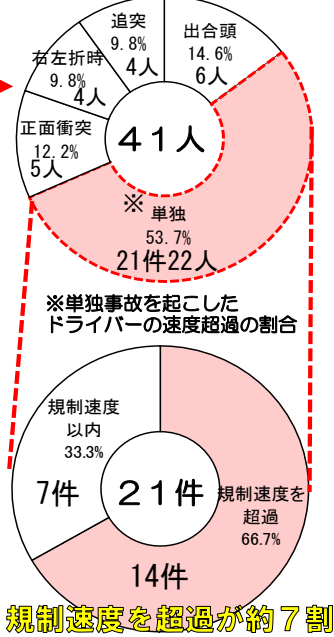 追突
9.8%
4人
出合頭
14.6%
6人
右左折時
9.8%
4人
正面衝突
12.2%
5人
41人
※
単独
53.7%
21件22人
※単独事故を起こした
ドライバーの速度超過の割合
規制速度
以内
33.3%
7件
21件
規制速度を
超過
66.7%
14件
規制速度を超過が約7割